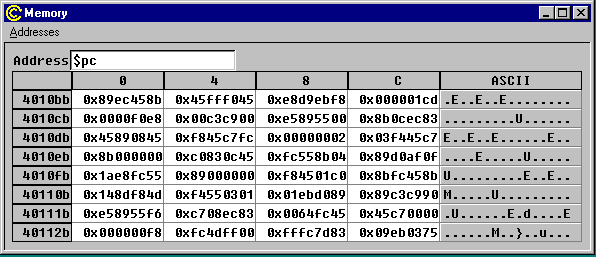 Memory
Addresses
Address $pc
0 4 8 C ASCII
4010bb 0x89ec458b 0x45fff045 0xe8d9ebf8 0x000001cd .E..E..E........
4010cb 0x0000f0e8 0x00c3c900 0xe5895500 0x8b0cec83 .........U......
4010db 0x45890845 0xf845c7fc 0x00000002 0x03f445c7 E..E..E......E..
4010eb 0x8b000000 0xc0830c45 0xfc558b04 0x89d0af0f ....E.....U.....
4010fb 0x1ae8fc55 0x89000000 0xf84501c0 0x8bfc458b U.........E..E..
40110b 0x148df84d 0xf4550301 0x01ebd089 0x89c3c990 M.....U.........
40111b 0xe58955f6 0xc708ec83 0x0064fc45 0x45c70000 .U......E.d....E
40112b 0x000000f8 0xfc4dff00 0xfffc7d83 0x09eb0375 ......M..}..u...